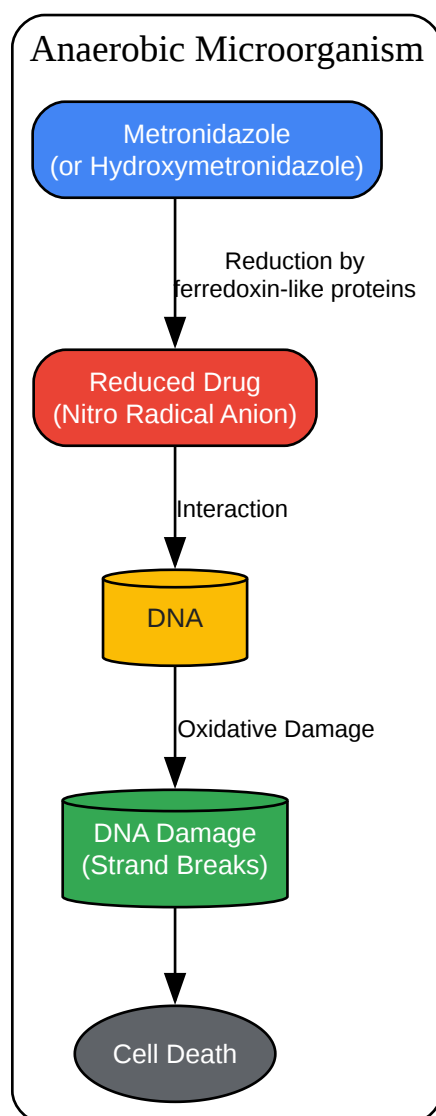 Anaerobic Microorganism
Metronidazole
(or Hydroxymetronidazole)
Reduction by
ferredoxin-like proteins
Reduced Drug
(Nitro Radical Anion)
Interaction
DNA
Oxidative Damage
DNA Damage
(Strand Breaks)
Cell Death